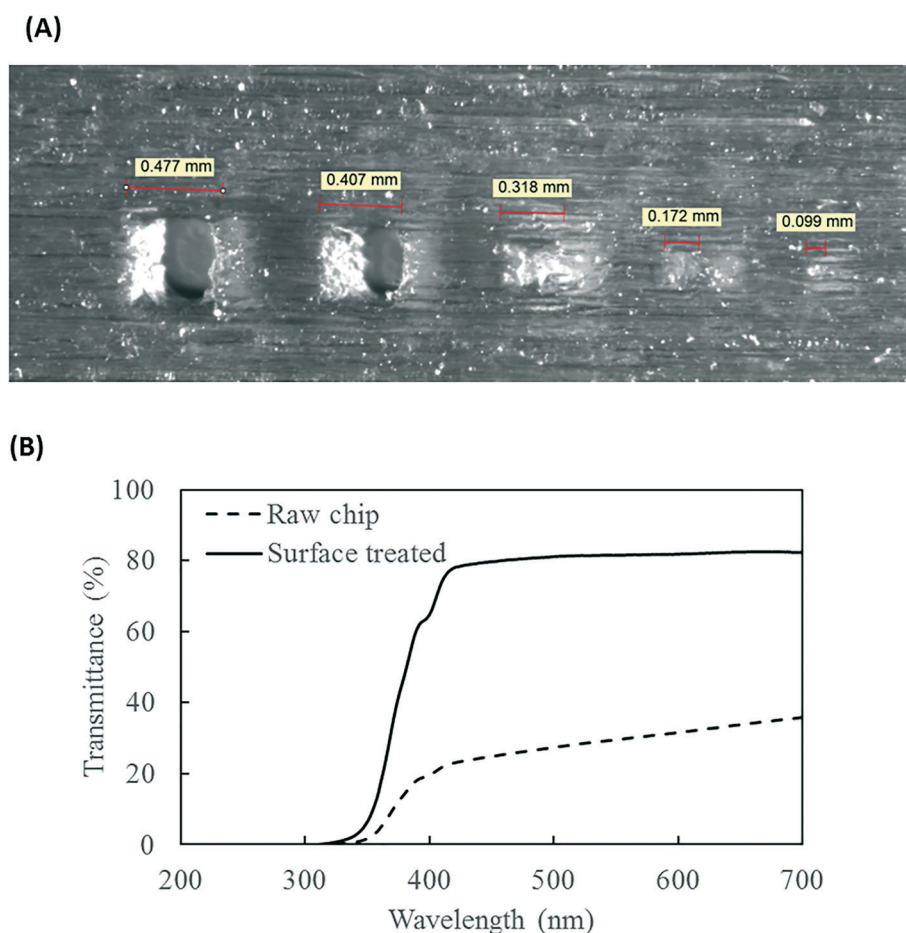 (A)
0.477 mm
0.407 mm
0.318 mm
0.172 mm
0.099 mm
(B)
100
80
60
40
20
0
Transmittance (%)
Raw chip
Surface treated
200 300 400 500 600 700
Wavelength (nm)